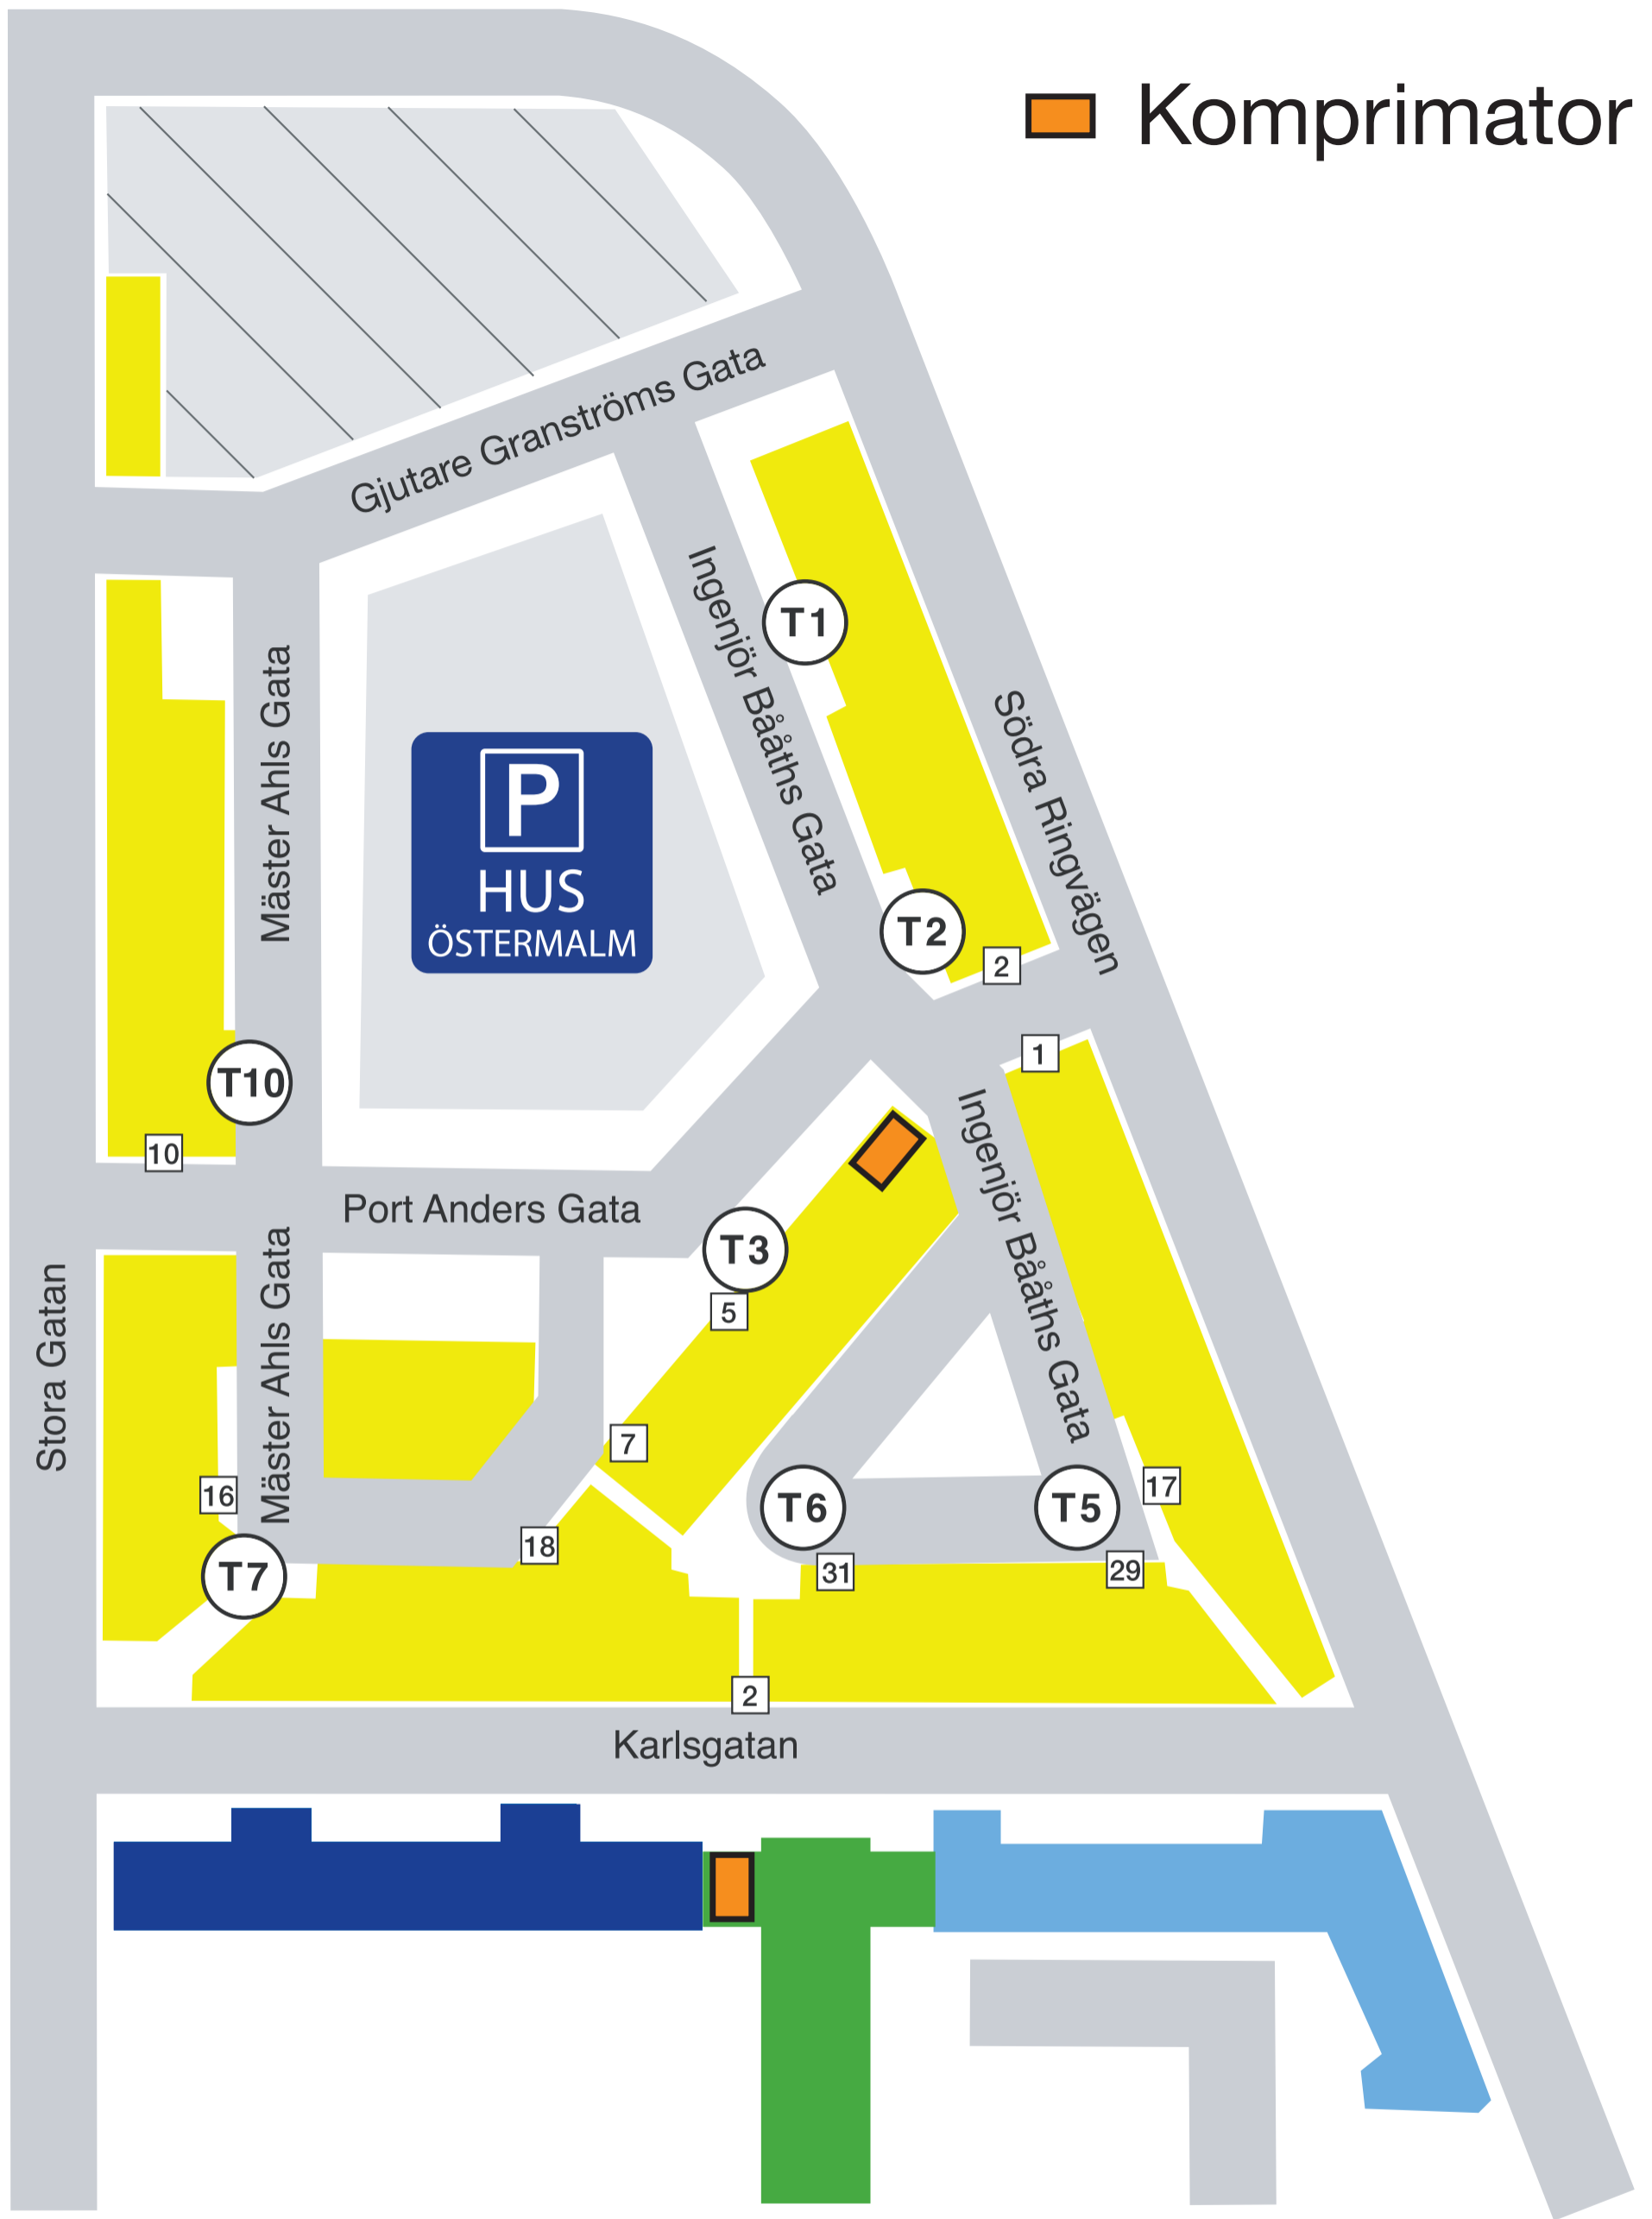 Komprimator
Gjutare Granströms Gata
Ingenjör Bååths Gata
T1
Södra Ringvägen
Mäster Ahls Gata
P
HUS
ÖSTERMALM
T2
2
1
T10
10
Ingenjör Bååths Gata
Port Anders Gata
T3
5
Stora Gatan
Mäster Ahls Gata
7
16
18
T6
T5
17
T7
31
29
2
Karlsgatan